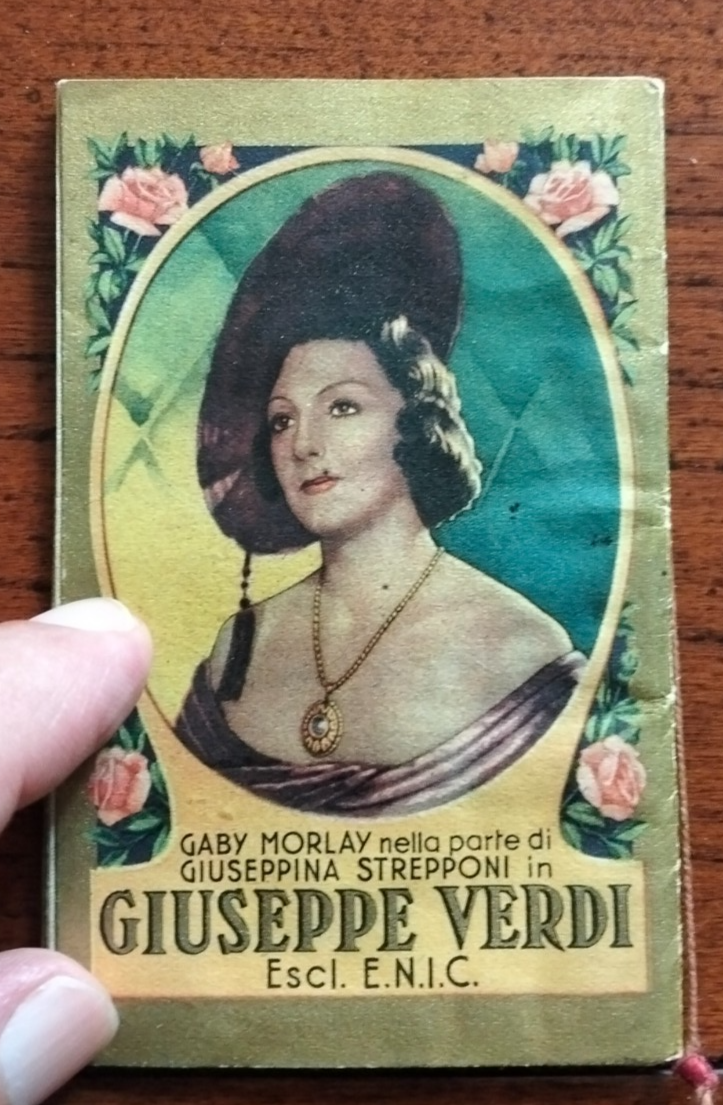 GABY MORLAY nella parte di
GIUSEPPINA STREPPONI in
GIUSEPPE VERDI
Escl. E.N.I.C.